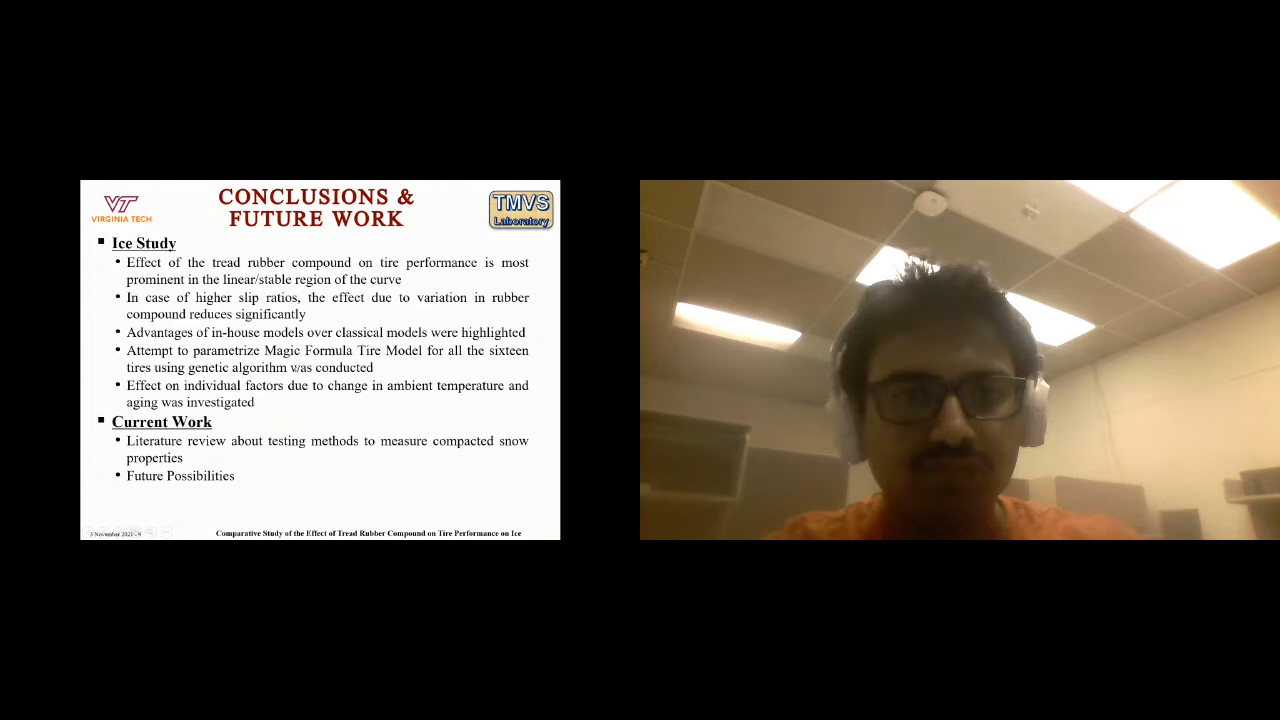 VT
VIRGINIA TECH
CONCLUSIONS &
FUTURE WORK
TMVS
Laboratory
Ice Study
Effect of the tread rubber compound on tire performance is most
prominent in the linear/stable region of the curve
In case of higher slip ratios, the effect due to variation in rubber
compound reduces significantly
Advantages of in-house models over classical models were highlighted
Attempt to parametrize Magic Formula Tire Model for all the sixteen
tires using genetic algorithm was conducted
Effect on individual factors due to change in ambient temperature and
aging was investigated
Current Work
Literature review about testing methods to measure compacted snow
properties
Future Possibilities
November 2021
Comparative Study of the Effect of Tread Rubber Compound on Tire Performance on Ice